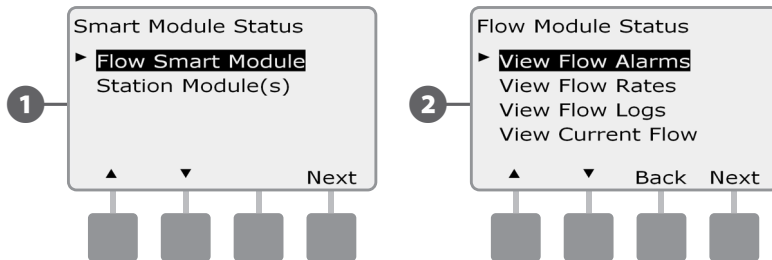 1
Smart Module Status
► Flow Smart Module
Station Module(s)
▲ ▼ Next
2
Flow Module Status
► View Flow Alarms
View Flow Rates
View Flow Logs
View Current Flow
▲ ▼ Back Next